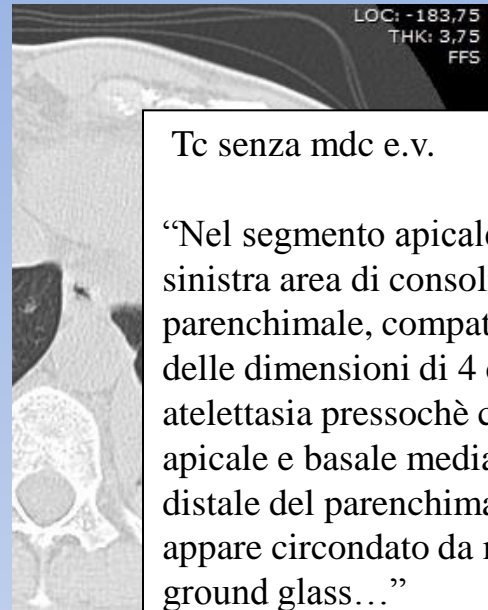 LOC: -183,75
THK: 3,75
FFS
Tc senza mdc e.v.
“Nel segmento apicale
sinistra area di consol
parenchimale, compat
delle dimensioni di 4
atelettasia pressochè
apicale e basale media
distale del parenchima
appare circondato da
ground glass…”